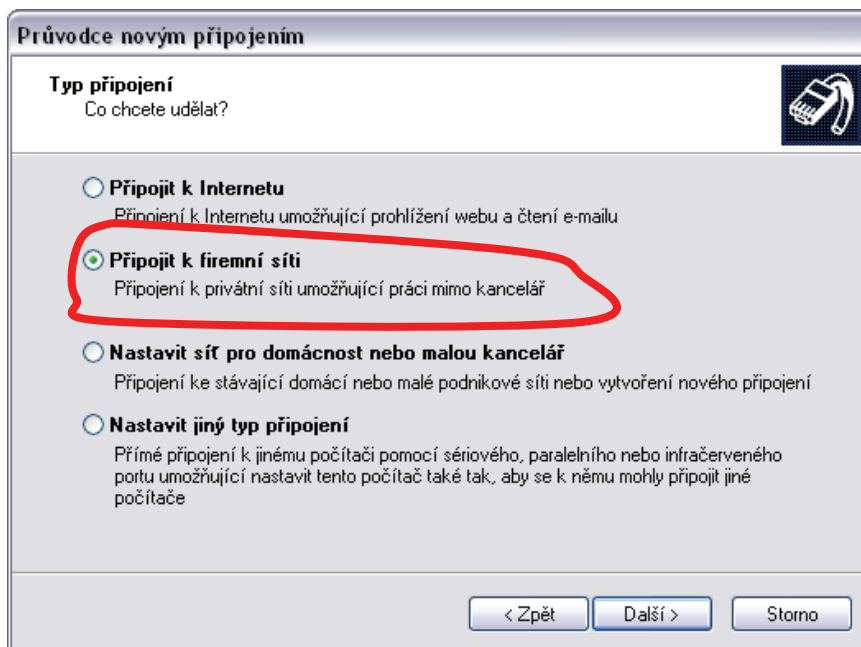 Průvodce novým připojením
Typ připojení
Co chcete udělat?
Připojit k Internetu
Připojení k Internetu umožňující prohlížení webu a čtení e-mailu
Připojit k firemní síti
Připojení k privátní síti umožňující práci mimo kancelář
Nastavit síť pro domácnost nebo malou kancelář
Připojení ke stávající domácí nebo malé podnikové síti nebo vytvoření nového připojení
Nastavit jiný typ připojení
Přímé připojení k jinému počítači pomocí sériového, paralelního nebo infračerveného
portu umožňující nastavit tento počítač také tak, aby se k němu mohly připojit jiné
počítače
< Zpět
Další >
Storno